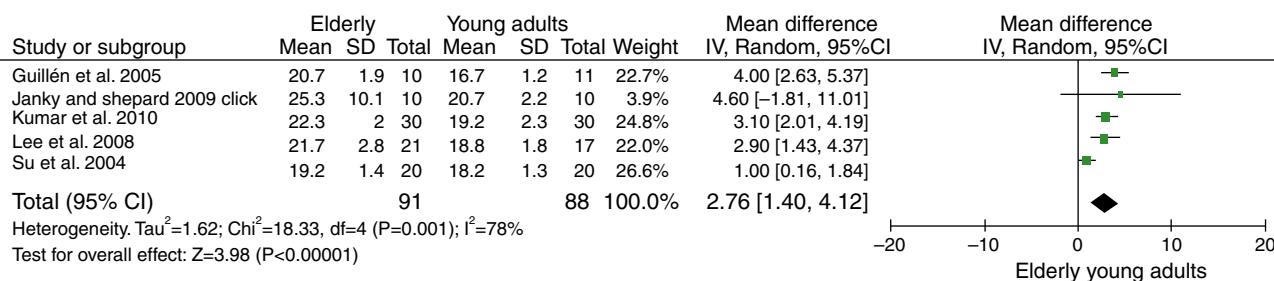 Elderly Young adults Mean difference Mean difference
Study or subgroup Mean SD Total Mean SD Total Weight IV, Random, 95%CI IV, Random, 95%CI
Guillén et al. 2005 20.7 1.9 10 16.7 1.2 11 22.7% 4.00 [2.63, 5.37]
Janky and shepard 2009 click 25.3 10.1 10 20.7 2.2 10 3.9% 4.60 [−1.81, 11.01]
Kumar et al. 2010 22.3 2 30 19.2 2.3 30 24.8% 3.10 [2.01, 4.19]
Lee et al. 2008 21.7 2.8 21 18.8 1.8 17 22.0% 2.90 [1.43, 4.37]
Su et al. 2004 19.2 1.4 20 18.2 1.3 20 26.6% 1.00 [0.16, 1.84]
Total (95% CI) 91 88 100.0% 2.76 [1.40, 4.12]
Heterogeneity. Tau²=1.62; Chi²=18.33, df=4 (P=0.001); I²=78%
Test for overall effect: Z=3.98 (P<0.00001)
−20 −10 0 10 20
Elderly young adults